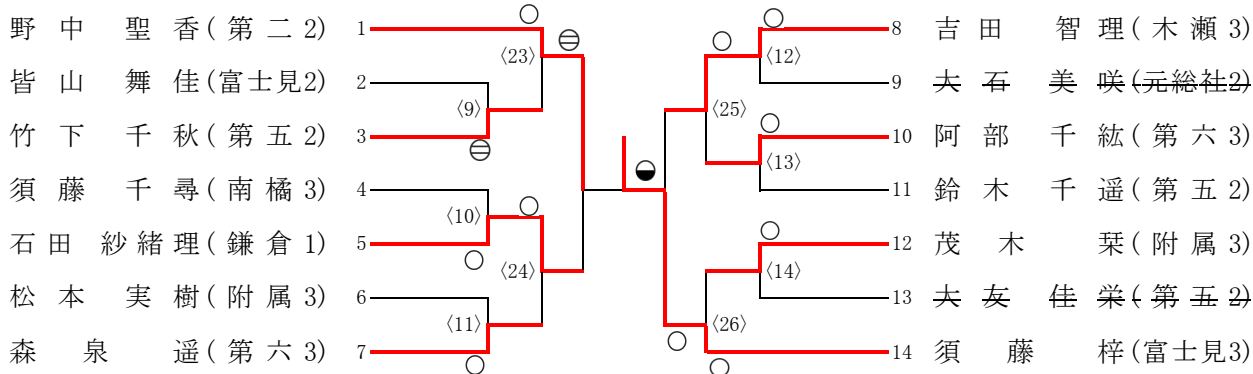 野中 聖香(第二2) 1
皆山 舞佳(富士見2) 2
竹下 千秋(第五2) 3
須藤 千尋(南橘3) 4
石田 紗緒理(鎌倉1) 5
松本 実樹(附属3) 6
森泉 遥(第六3) 7
〈23〉
〈9〉
〈10〉
〈24〉
〈11〉
〈12〉
〈25〉
〈13〉
〈14〉
〈26〉
8 吉田 智理(木瀬3)
9 大石 美咲(元総社2)
10 阿部 千紘(第六3)
11 鈴木 千遥(第五2)
12 茂木 栞(附属3)
13 大友 佳栄(第五2)
14 須藤 梓(富士見3)